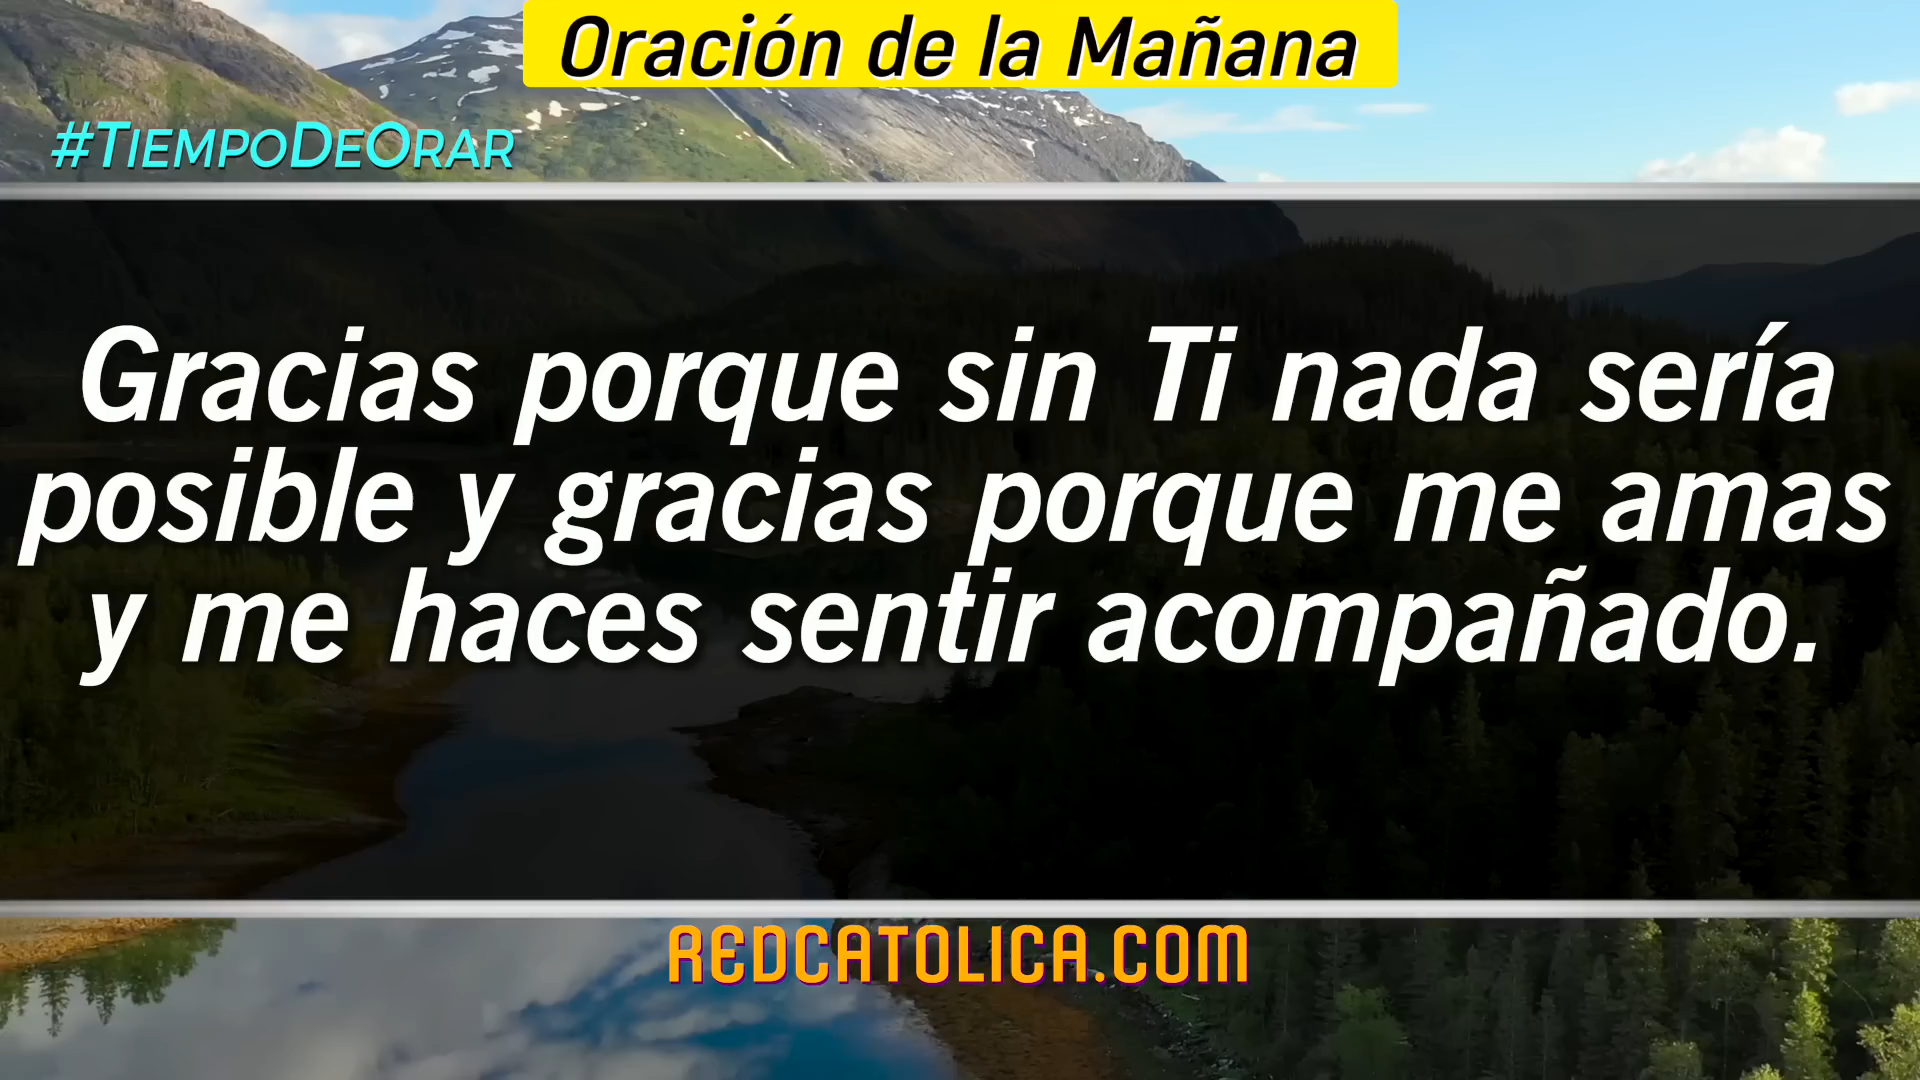 Oración de la Mañana
#TiempoDeOrar
Gracias porque sin Ti nada sería
posible y gracias porque me amas
y me haces sentir acompañado.
REDCATOLICA.COM